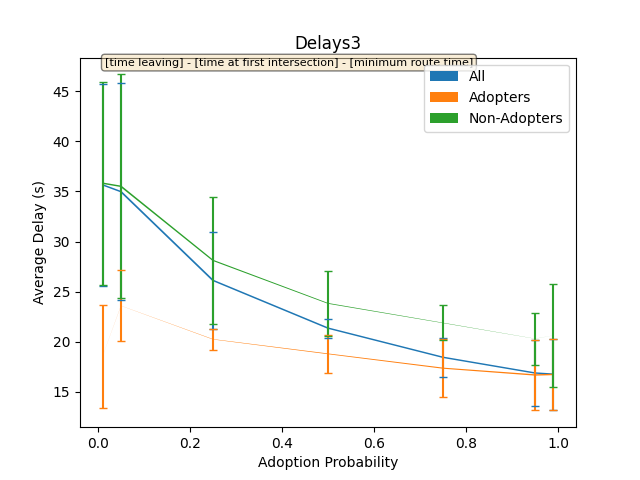 Delays3
[time leaving] - [time at first intersection] - [minimum route time]
All
Adopters
Non-Adopters
Average Delay (s)
45
40
35
30
25
20
15
0.0 0.2 0.4 0.6 0.8 1.0
Adoption Probability